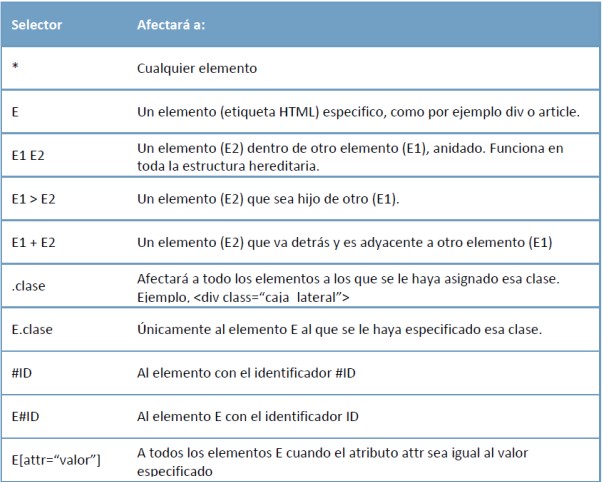 Selector Afectará a:
* Cualquier elemento
E Un elemento (etiqueta HTML) especifico, como por ejemplo div o article.
E1 E2 Un elemento (E2) dentro de otro elemento (E1), anidado. Funciona en
toda la estructura hereditaria.
E1 > E2 Un elemento (E2) que sea hijo de otro (E1).
E1 + E2 Un elemento (E2) que va detrás y es adyacente a otro elemento (E1)
.clase Afectará a todo los elementos a los que se le haya asignado esa clase.
Ejemplo, <div class=“caja_lateral”>
E.clase Únicamente al elemento E al que se le haya especificado esa clase.
#ID Al elemento con el identificador #ID
E#ID Al elemento E con el identificador ID
E[attr=“valor”] A todos los elementos E cuando el atributo attr sea igual al valor
especificado